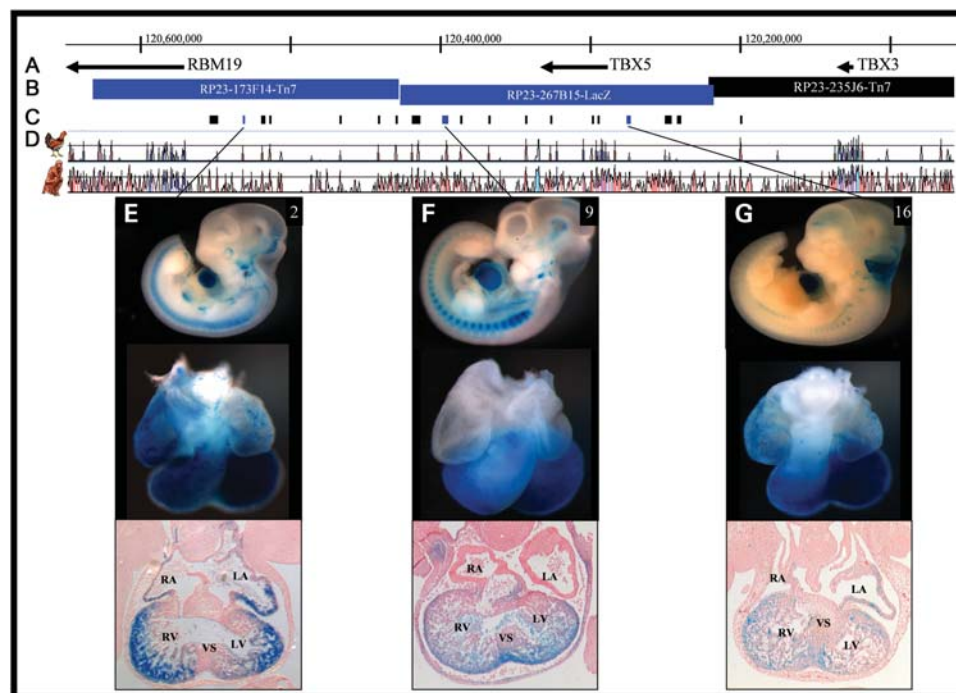 120,600,000 120,400,000 120,200,000
A RBM19 TBX5 TBX3
B RP23-173F14-Tn7 RP23-267B15-LacZ RP23-235J6-Tn7
C
D
E 2 F 9 G 16
RA LA RA LA RA LA
RV VS LV RV VS LV RV VS LV